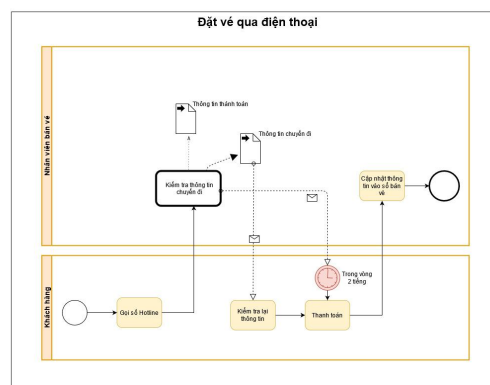 Đặt vé qua điện thoại
Nhân viên bán vé
Thông tin thánh toán
Thông tin chuyến đi
Kiểm tra thông tin
chuyến đi
Cập nhật thông
tin vào sổ bán
vé
Khách hàng
Trong vòng
2 tiếng
Gọi số Hotline
Kiểm tra lại
thông tin
Thanh toán